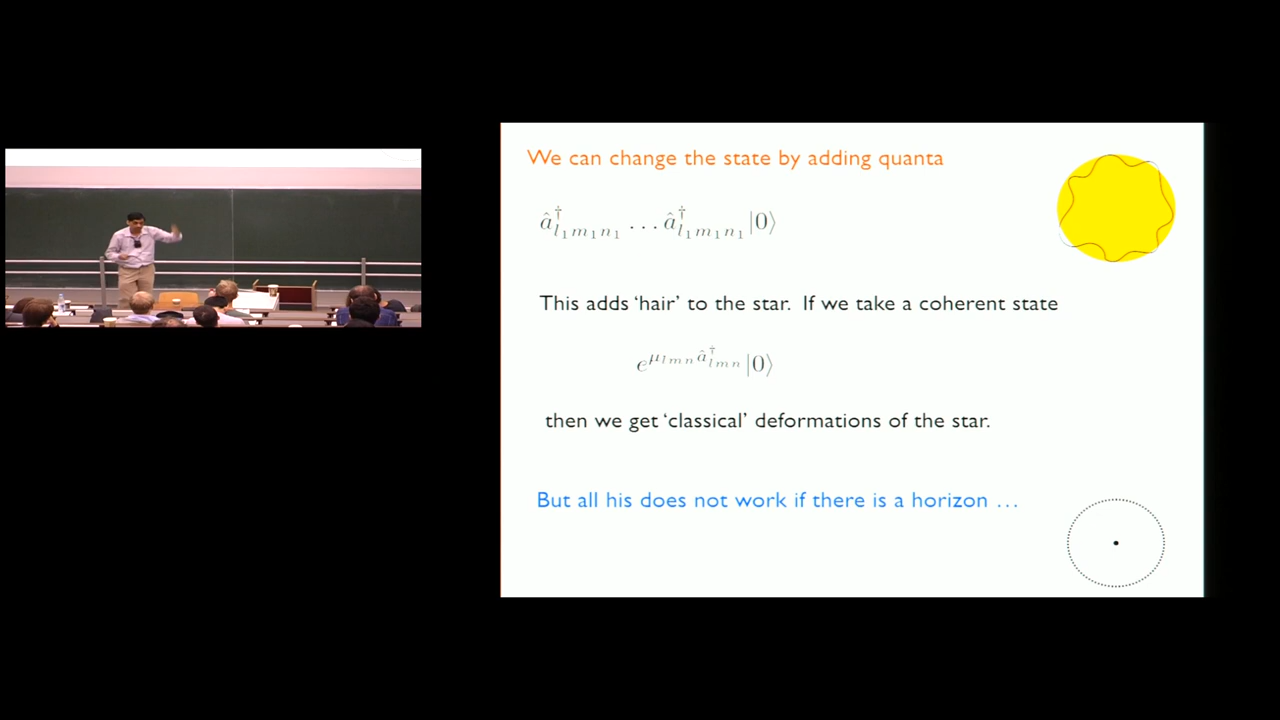 We can change the state by adding quanta
â†l₁m₁n₁ … â†l₁m₁n₁|0⟩
This adds ‘hair’ to the star. If we take a coherent state
e^{μlmn â†lmn}|0⟩
then we get ‘classical’ deformations of the star.
But all his does not work if there is a horizon …